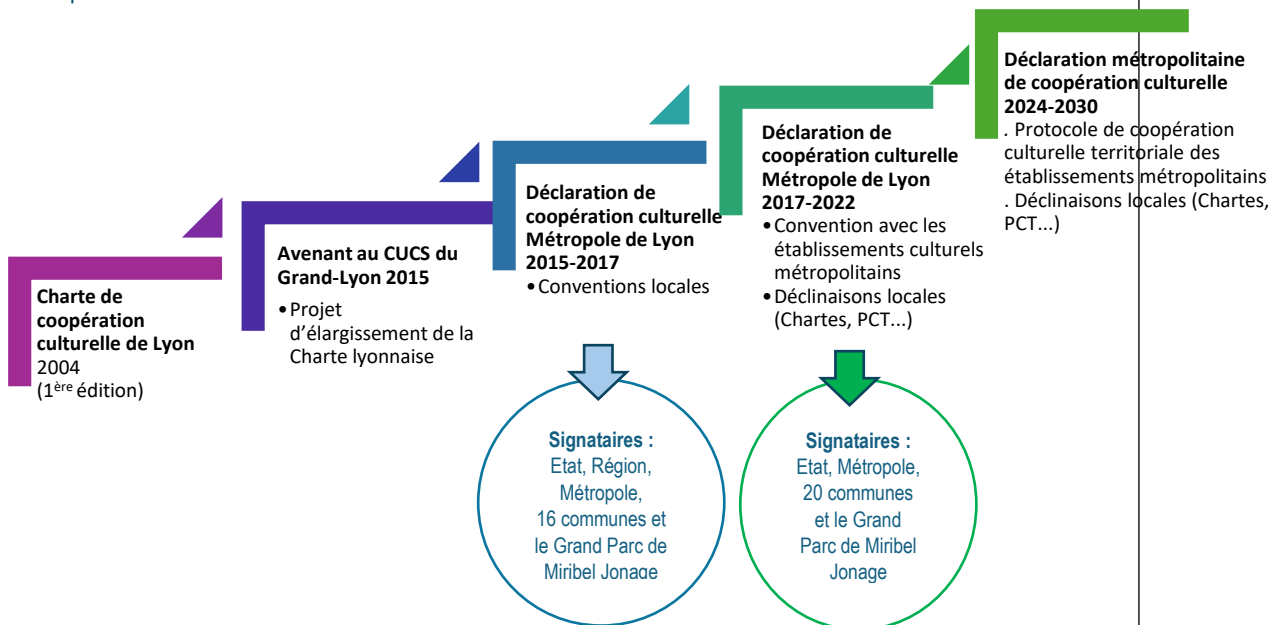 Charte de
coopération
culturelle de Lyon
2004
(1ère édition)
Avenant au CUCS du
Grand-Lyon 2015
•Projet
d'élargissement de la
Charte lyonnaise
Déclaration de
coopération culturelle
Métropole de Lyon
2015-2017
•Conventions locales
Signataires :
Etat, Région,
Métropole,
16 communes et
le Grand Parc de
Miribel Jonage
Déclaration de
coopération culturelle
Métropole de Lyon
2017-2022
•Convention avec les
établissements culturels
métropolitains
•Déclinaisons locales
(Chartes, PCT...)
Signataires :
Etat, Métropole,
20 communes
et le Grand
Parc de Miribel
Jonage
Déclaration métropolitaine
de coopération culturelle
2024-2030
. Protocole de coopération
culturelle territoriale des
établissements métropolitains
. Déclinaisons locales (Chartes,
PCT...)